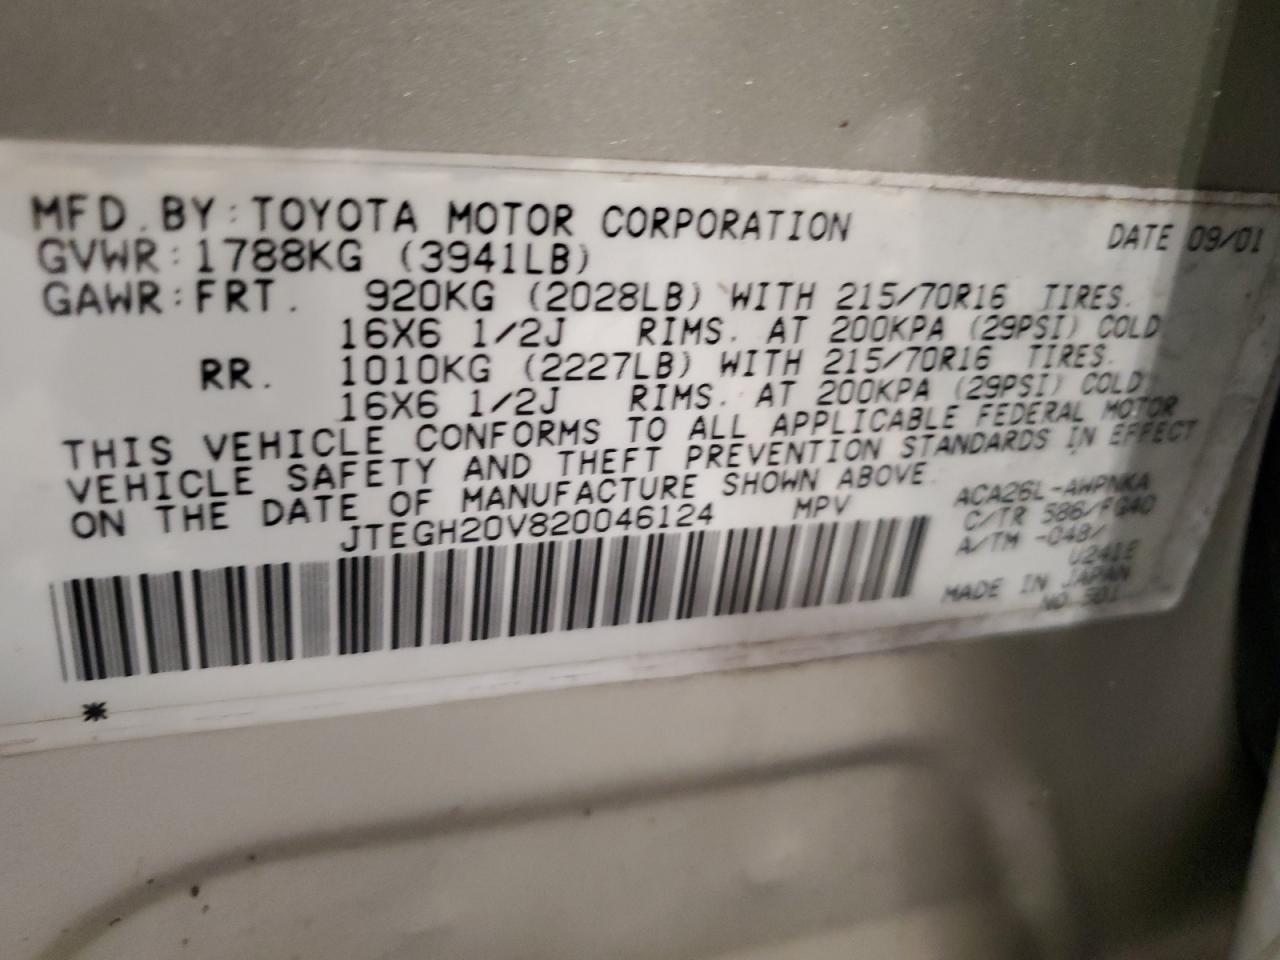 MFD.BY:TOYOTA MOTOR CORPORATION DATE 09/01
GVWR:1788KG (3941LB)
GAWR:FRT. 920KG (2028LB) WITH 215/70R16 TIRES.
16X6 1/2J RIMS. AT 200KPA (29PSI) COLD
RR. 1010KG (2227LB) WITH 215/70R16 TIRES.
16X6 1/2J RIMS. AT 200KPA (29PSI) COLD
THIS VEHICLE CONFORMS TO ALL APPLICABLE FEDERAL MOTOR
VEHICLE SAFETY AND THEFT PREVENTION STANDARDS IN EFFECT
ON THE DATE OF MANUFACTURE SHOWN ABOVE.
JTEGH20V820046124 MPV
ACA26L-AWPNKA
C/TR 586/FG40
A/TM -048/
U241E
MADE IN JAPAN
NO.
*